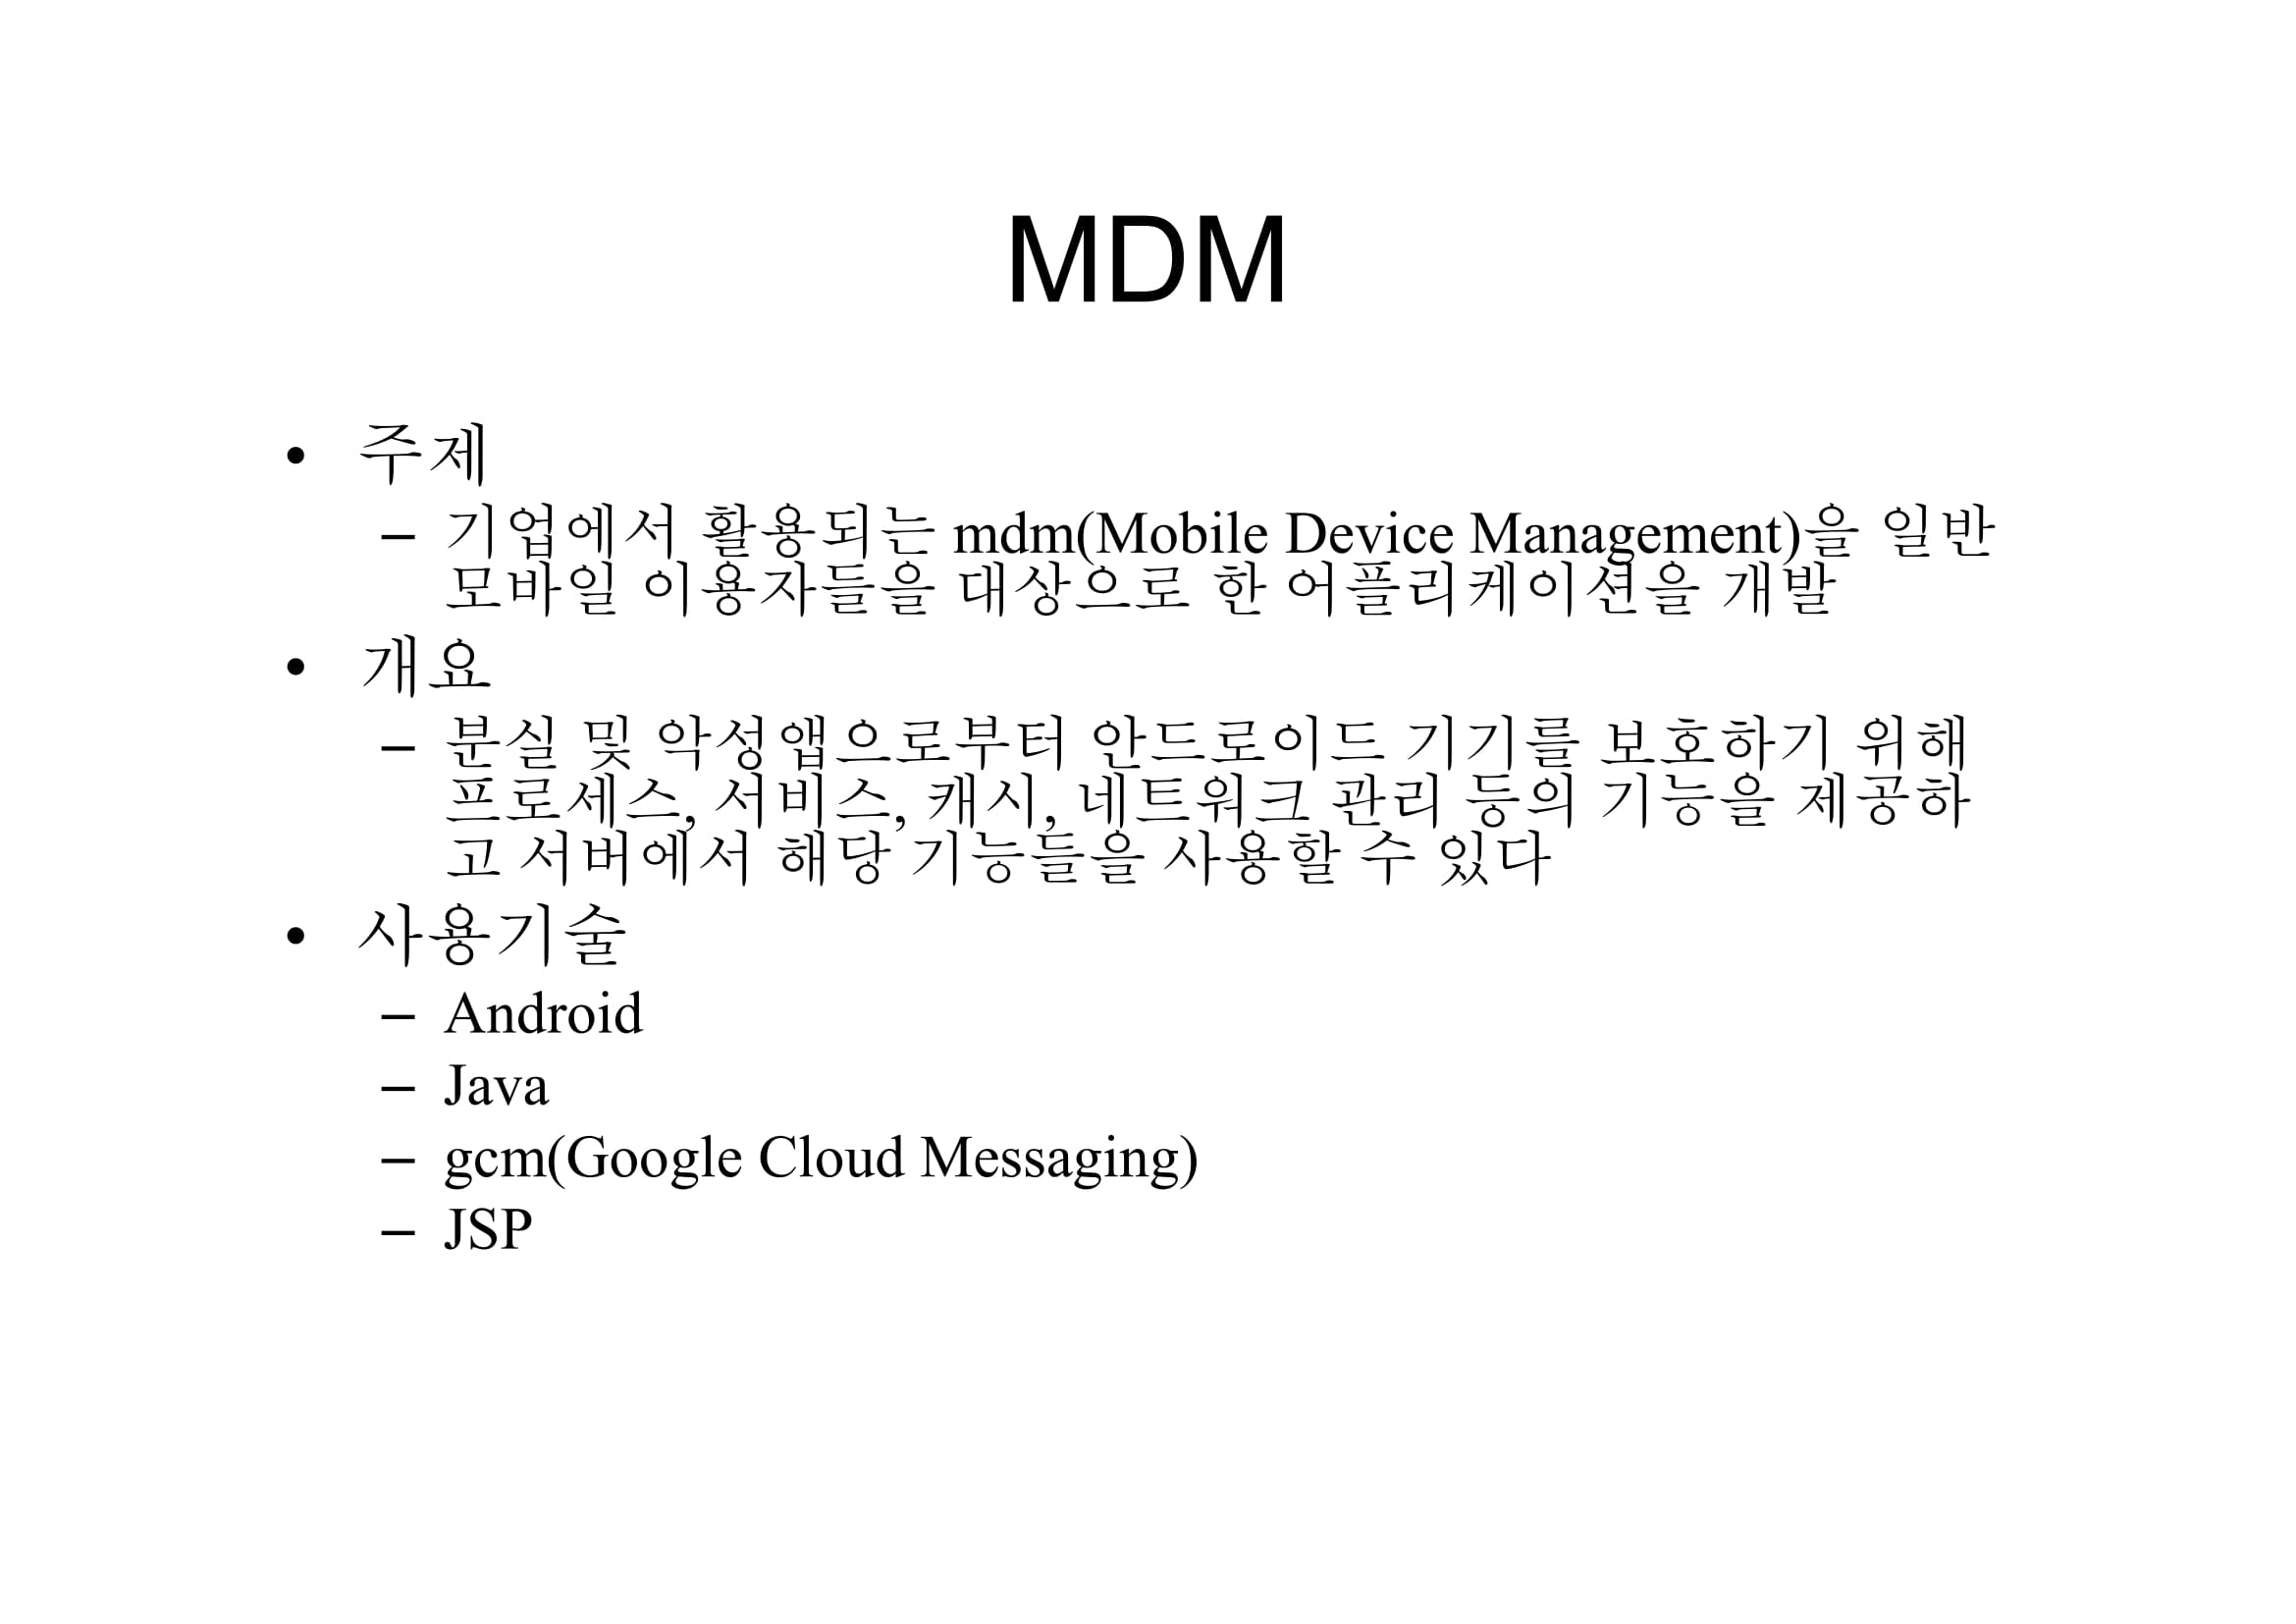 MDM
• 주제
– 기업에서 활용되는 mdm(Mobile Device Management)을 일반
모바일 이용자들을 대상으로 한 어플리케이션을 개발
• 개요
– 분실 및 악성앱으로부터 안드로이드 기기를 보호하기 위해
프로세스, 서비스, 캐시, 네트워크 관리 등의 기능을 제공하
고 서버에서 해당 기능들을 사용할 수 있다
• 사용기술
– Android
– Java
– gcm(Google Cloud Messaging)
– JSP